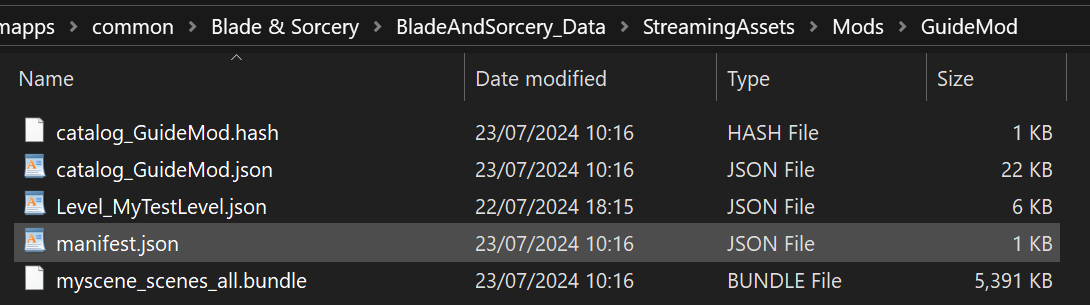 mapps > common > Blade & Sorcery > BladeAndSorcery_Data > StreamingAssets > Mods > GuideMod
Name Date modified Type Size
catalog_GuideMod.hash 23/07/2024 10:16 HASH File 1 KB
catalog_GuideMod.json 23/07/2024 10:16 JSON File 22 KB
Level_MyTestLevel.json 22/07/2024 18:15 JSON File 6 KB
manifest.json 23/07/2024 10:16 JSON File 1 KB
myscene_scenes_all.bundle 23/07/2024 10:16 BUNDLE File 5,391 KB